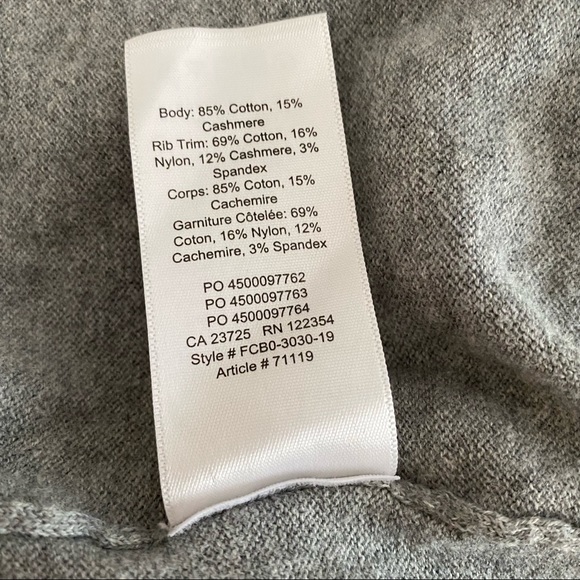 Body: 85% Cotton, 15%
Cashmere
Rib Trim: 69% Cotton, 16%
Nylon, 12% Cashmere, 3%
Spandex
Corps: 85% Coton, 15%
Cachemire
Garniture Côtelée: 69%
Coton, 16% Nylon, 12%
Cachemire, 3% Spandex
PO 4500097762
PO 4500097763
PO 4500097764
CA 23725 RN 122354
Style # FCB0-3030-19
Article # 71119